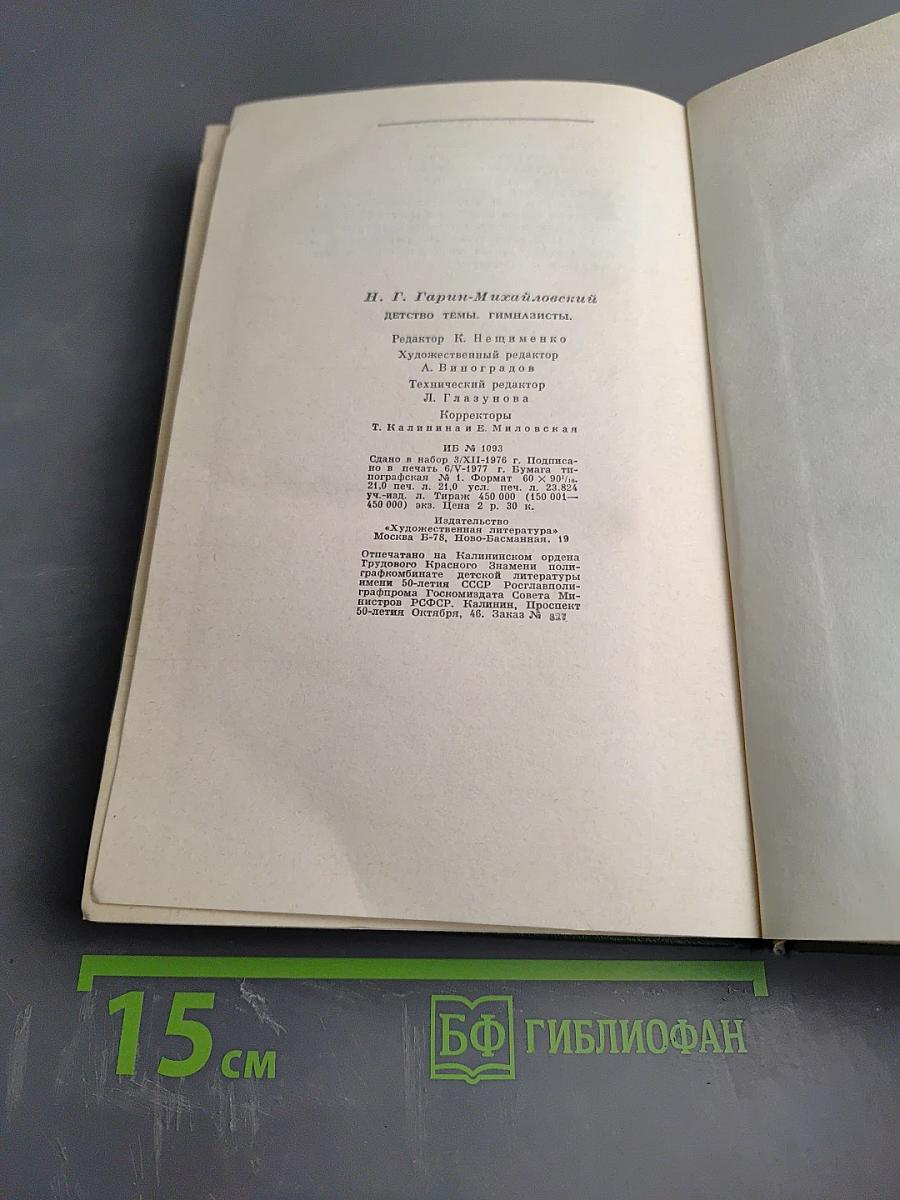 Н. Г. Гарин-Михайловский
ДЕТСТВО ТЕМЫ. ГИМНАЗИСТЫ.
Редактор К. Нещименко
Художественный редактор
А. Виноградов
Технический редактор
Л. Глазунова
Корректоры
Т. Калинина и Е. Миловская
ИБ № 1093
Сдано в набор 3/XII-1976 г. Подписа-
но в печать 6/V-1977 г. Бумага ти-
пографская № 1. Формат 60 × 90¹/₁₆.
21,0 печ. л. 21,0 усл. печ. л. 23.824
уч.-изд. л. Тираж 450 000 (150 001—
450 000) экз. Цена 2 р. 30 к.
Издательство
«Художественная литература»
Москва Б-78, Ново-Басманная, 19
Отпечатано на Калининском ордена
Трудового Красного Знамени поли-
графкомбинате детской литературы
имени 50-летия СССР Росглавполи-
графпрома Госкомиздата Совета Ми-
нистров РСФСР. Калинин, Проспект
50-летия Октября, 46. Заказ №
15 см
БФ ГИБЛИОФАН